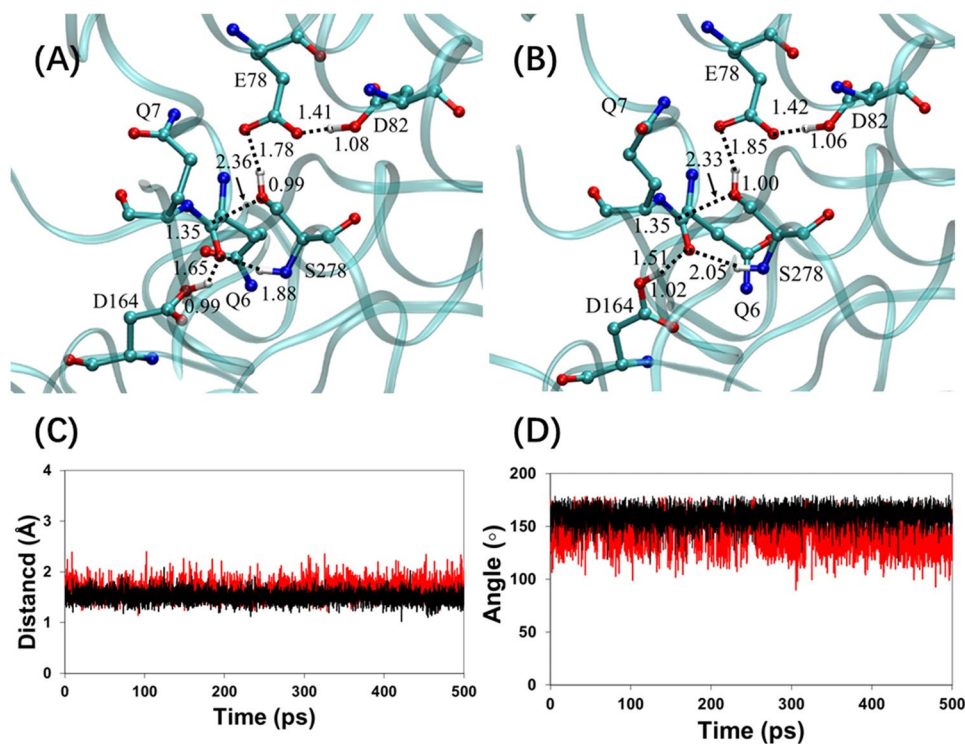 (A)
E78
Q7
1.41
D82
1.08
1.78
2.36
0.99
1.35
S278
1.65
1.88
D164
0.99
Q6
(B)
E78
Q7
1.42
D82
1.06
1.85
2.33
1.00
1.35
S278
1.51
2.05
D164
1.02
Q6
(C)
4
3
2
1
0
Distancd (Å)
0 100 200 300 400 500
Time (ps)
(D)
200
150
100
50
0
Angle (○)
0 100 200 300 400 500
Time (ps)